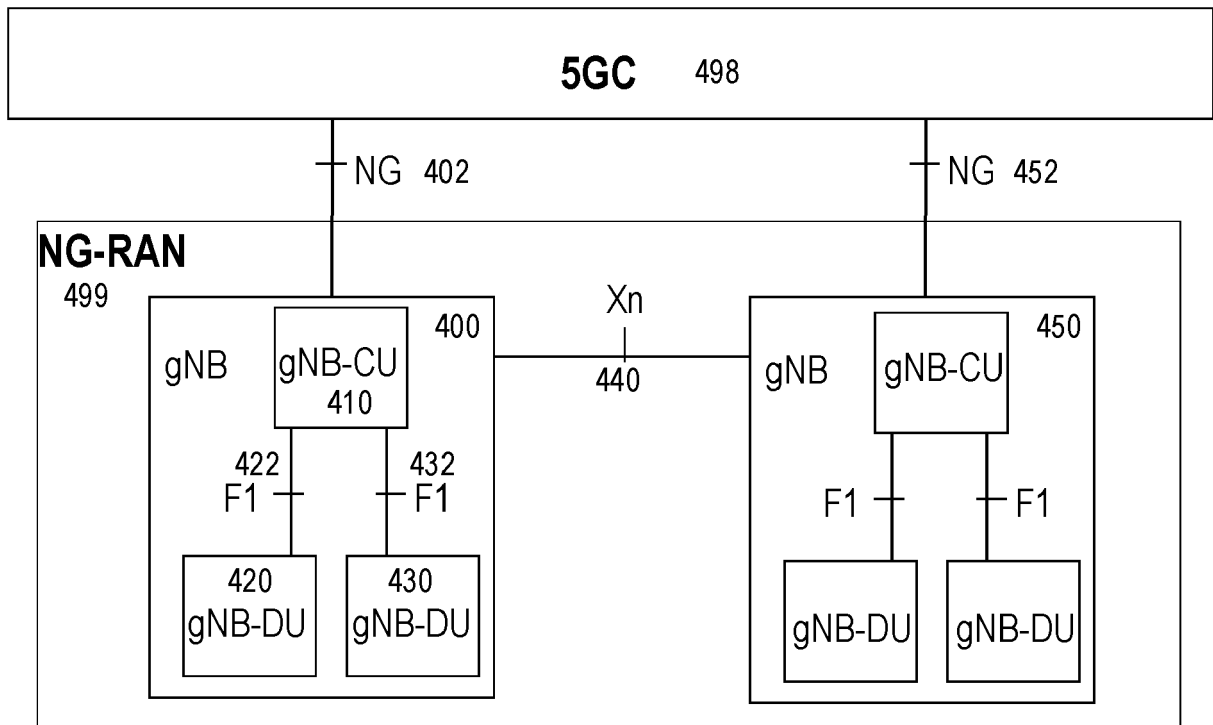 5GC 498
NG 402
NG 452
NG-RAN
499
Xn
440
400
gNB
gNB-CU
410
422
F1
432
F1
420
gNB-DU
430
gNB-DU
450
gNB
gNB-CU
F1
F1
gNB-DU
gNB-DU